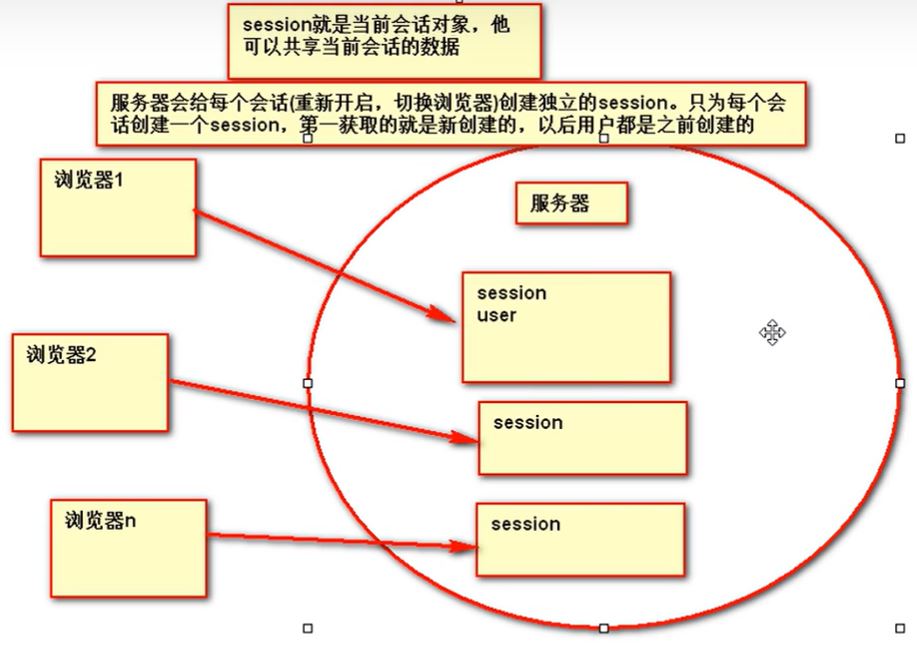 session就是当前会话对象，他
可以共享当前会话的数据
服务器会给每个会话(重新开启，切换浏览器)创建独立的session。只为每个会
话创建一个session，第一获取的就是新创建的，以后用户都是之前创建的
浏览器1
服务器
session
user
浏览器2
session
浏览器n
session